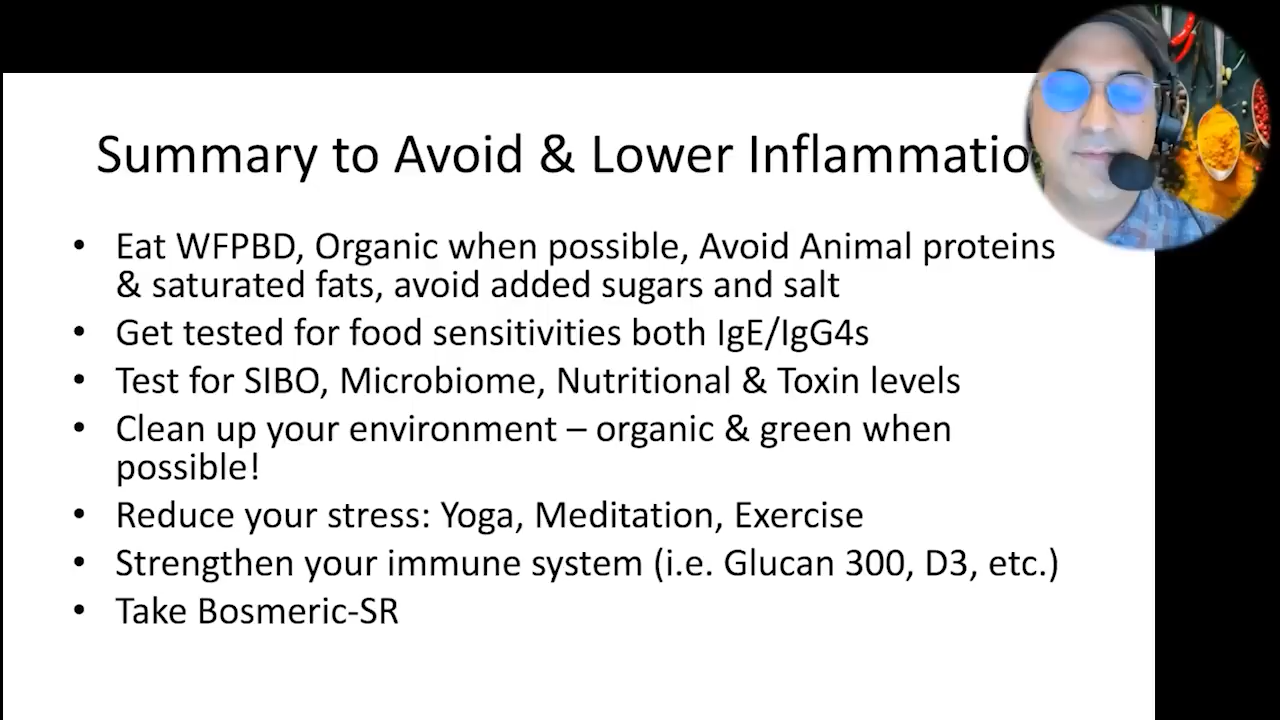 Summary to Avoid & Lower Inflammatio
• Eat WFPBD, Organic when possible, Avoid Animal proteins
& saturated fats, avoid added sugars and salt
• Get tested for food sensitivities both IgE/IgG4s
• Test for SIBO, Microbiome, Nutritional & Toxin levels
• Clean up your environment – organic & green when
possible!
• Reduce your stress: Yoga, Meditation, Exercise
• Strengthen your immune system (i.e. Glucan 300, D3, etc.)
• Take Bosmeric-SR